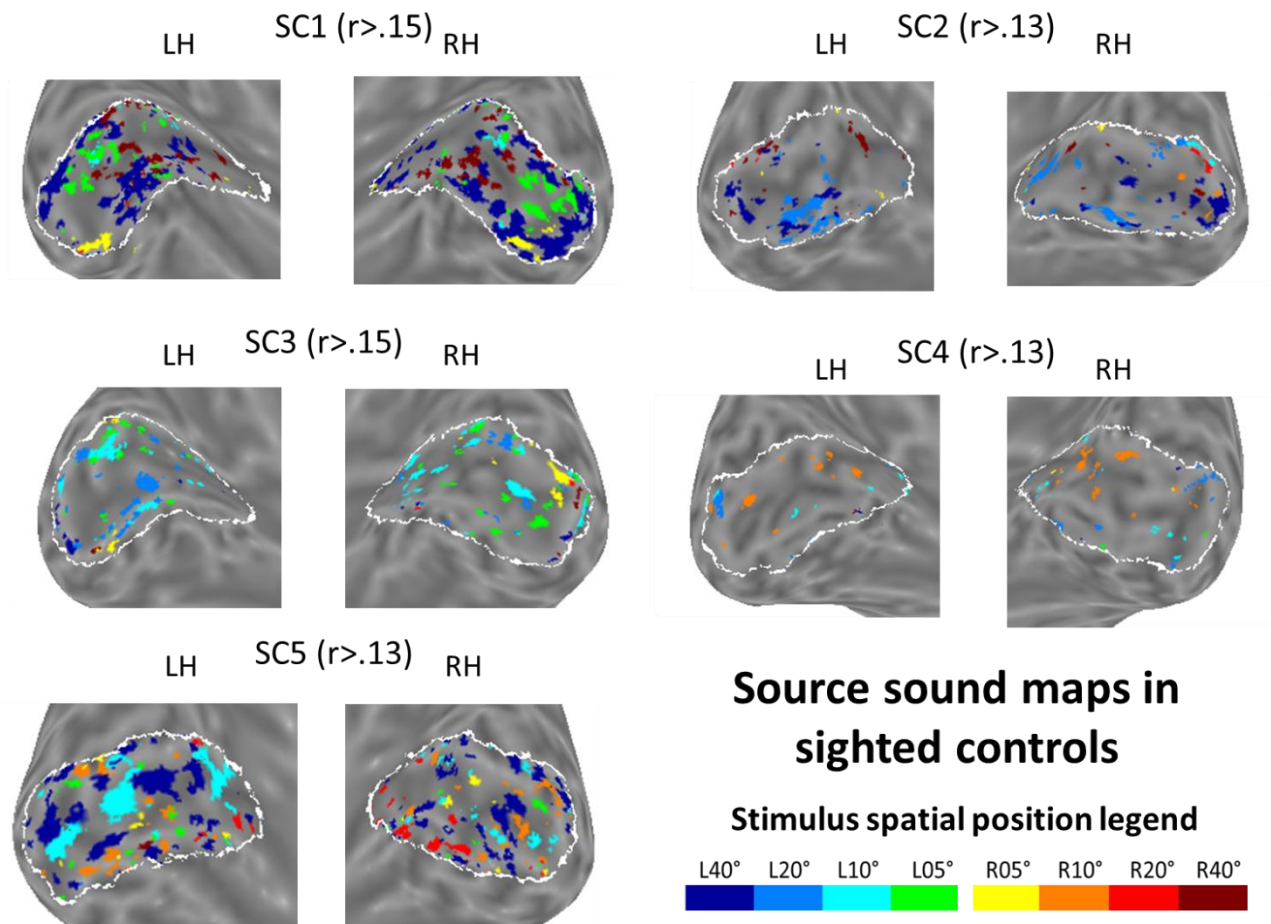 SC1 (r>.15)
LH
RH
SC2 (r>.13)
LH
RH
SC3 (r>.15)
LH
RH
SC4 (r>.13)
LH
RH
SC5 (r>.13)
LH
RH
Source sound maps in
sighted controls
Stimulus spatial position legend
L40° L20° L10° L05° R05° R10° R20° R40°